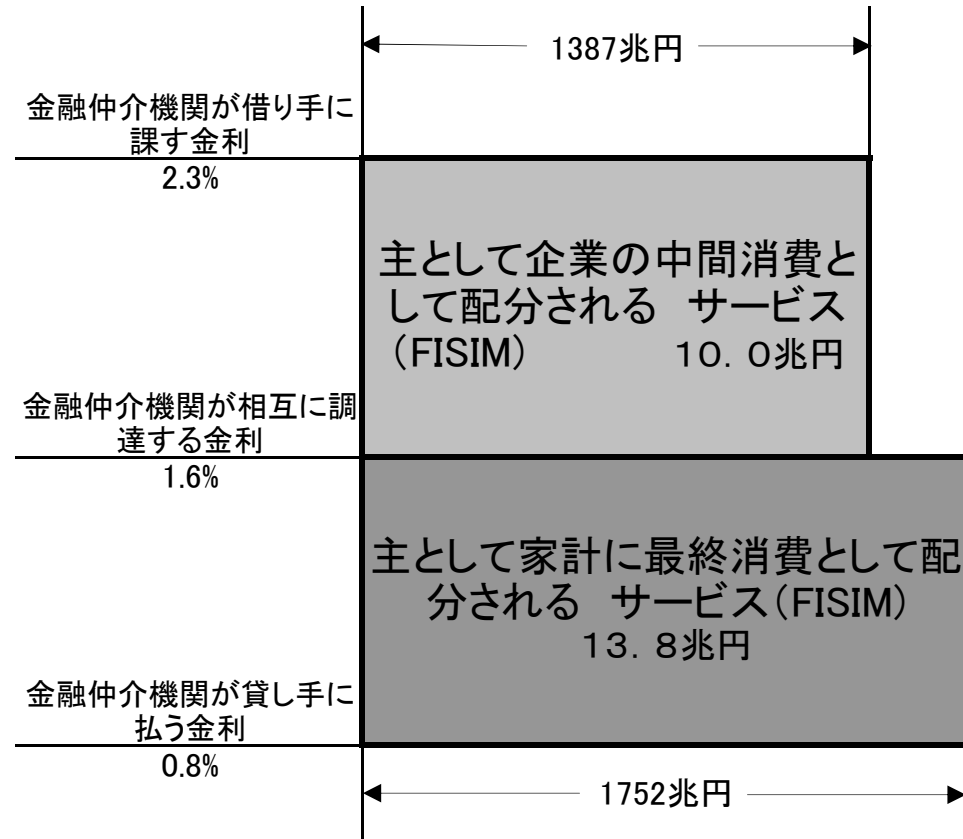 1387兆円
金融仲介機関が借り手に
課す金利
2.3%
主として企業の中間消費と
して配分される　サービス
（FISIM）　　１０．０兆円
金融仲介機関が相互に調
達する金利
1.6%
主として家計に最終消費として配
分される　サービス（FISIM）
１３．８兆円
金融仲介機関が貸し手に
払う金利
0.8%
1752兆円